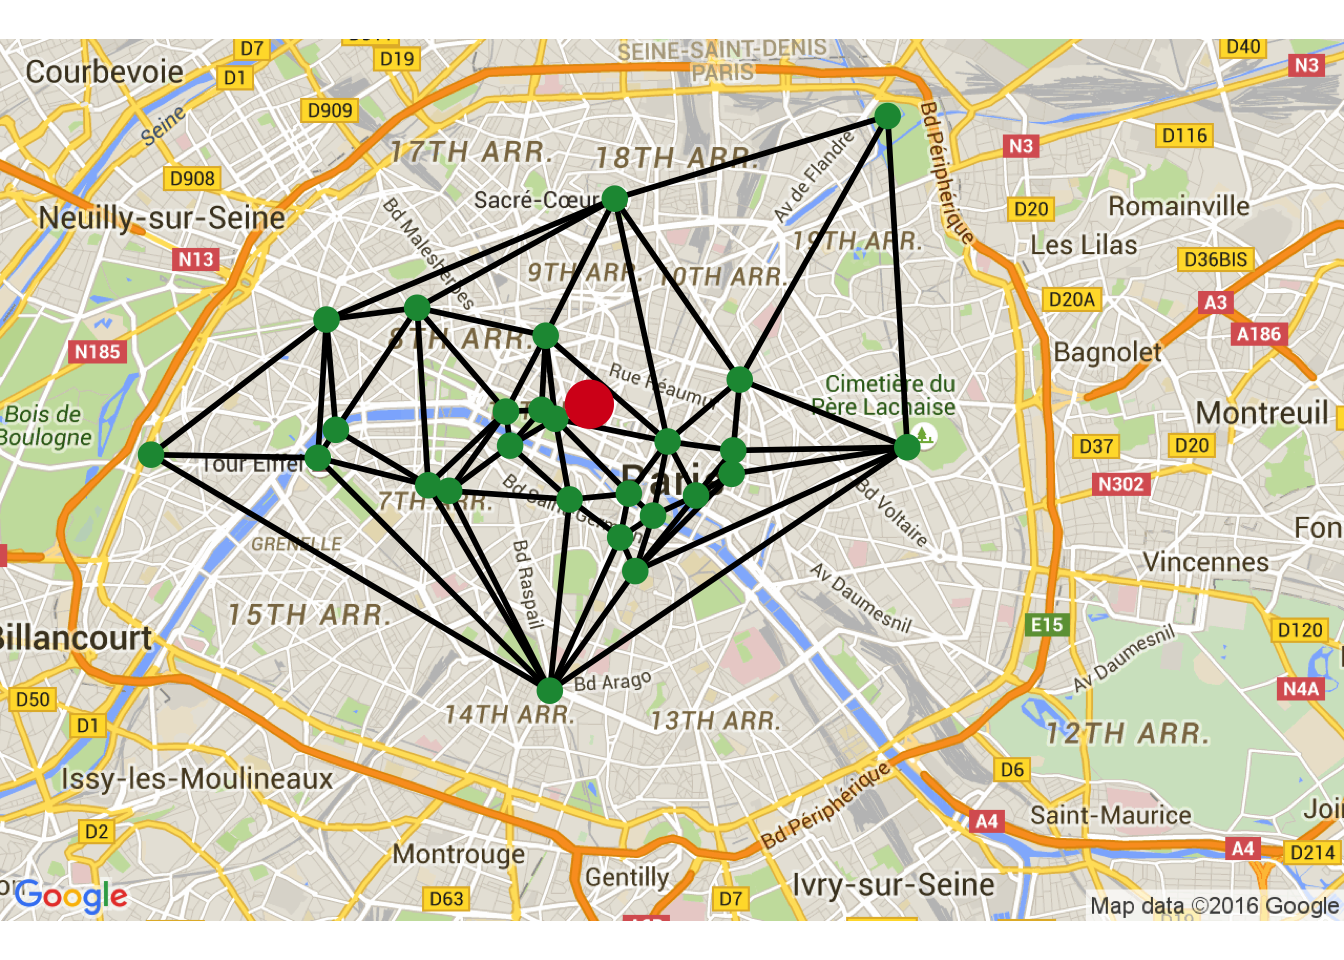 D7
D19
SEINE-SAINT-DENIS
PARIS
D40
N3
Courbevoie
D1
D909
Seine
17TH ARR.
18TH ARR.
Av de Flandre
Bd Périphérique
N3
D116
D908
Sacré-Cœur
D20
Romainville
Neuilly-sur-Seine
Bd Malesherbes
19TH ARR.
Les Lilas
N13
9TH ARR.
10TH ARR.
D36BIS
D20A
A3
8TH ARR.
A186
N185
Bagnolet
Rue Réaumur
Cimetière du
Père Lachaise
Bois de
Boulogne
Montreuil
D37
D20
Tour Eiffel
Paris
N302
7TH ARR.
Bd Saint-Germain
Bd Voltaire
Fon
GRENELLE
Bd Raspail
Vincennes
Av Daumesnil
15TH ARR.
E15
D120
Billancourt
Av Daumesnil
Bd Arago
N4A
D50
14TH ARR.
13TH ARR.
D1
12TH ARR.
Issy-les-Moulineaux
D6
Bd Périphérique
Saint-Maurice
Joi
A4
D2
A4
D214
Montrouge
Gentilly
Ivry-sur-Seine
Google
D63
D7
Map data ©2016 Google